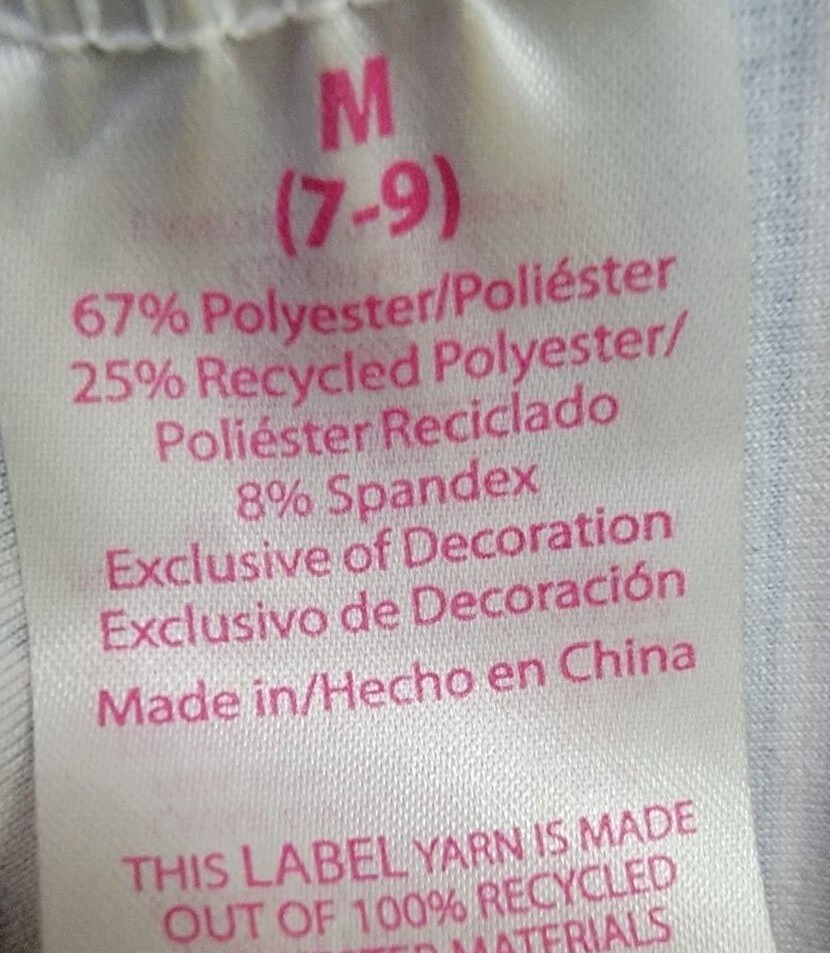 M
(7-9)
67% Polyester/Poliéster
25% Recycled Polyester/
Poliéster Reciclado
8% Spandex
Exclusive of Decoration
Exclusivo de Decoración
Made in/Hecho en China
THIS LABEL YARN IS MADE
OUT OF 100% RECYCLED
MATERIALS